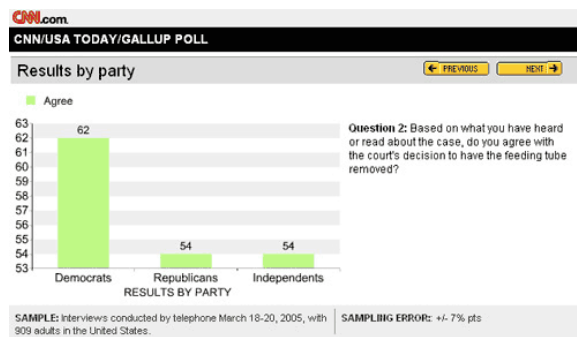 CNN.com
CNN/USA TODAY/GALLUP POLL
Results by party
PREVIOUS
NEXT
Agree
63
62
61
60
59
58
57
56
55
54
53
62
54
54
Democrats
Republicans
Independents
RESULTS BY PARTY
Question 2: Based on what you have heard
or read about the case, do you agree with
the court's decision to have the feeding tube
removed?
SAMPLE: Interviews conducted by telephone March 18-20, 2005, with
909 adults in the United States.
SAMPLING ERROR: +/- 7% pts